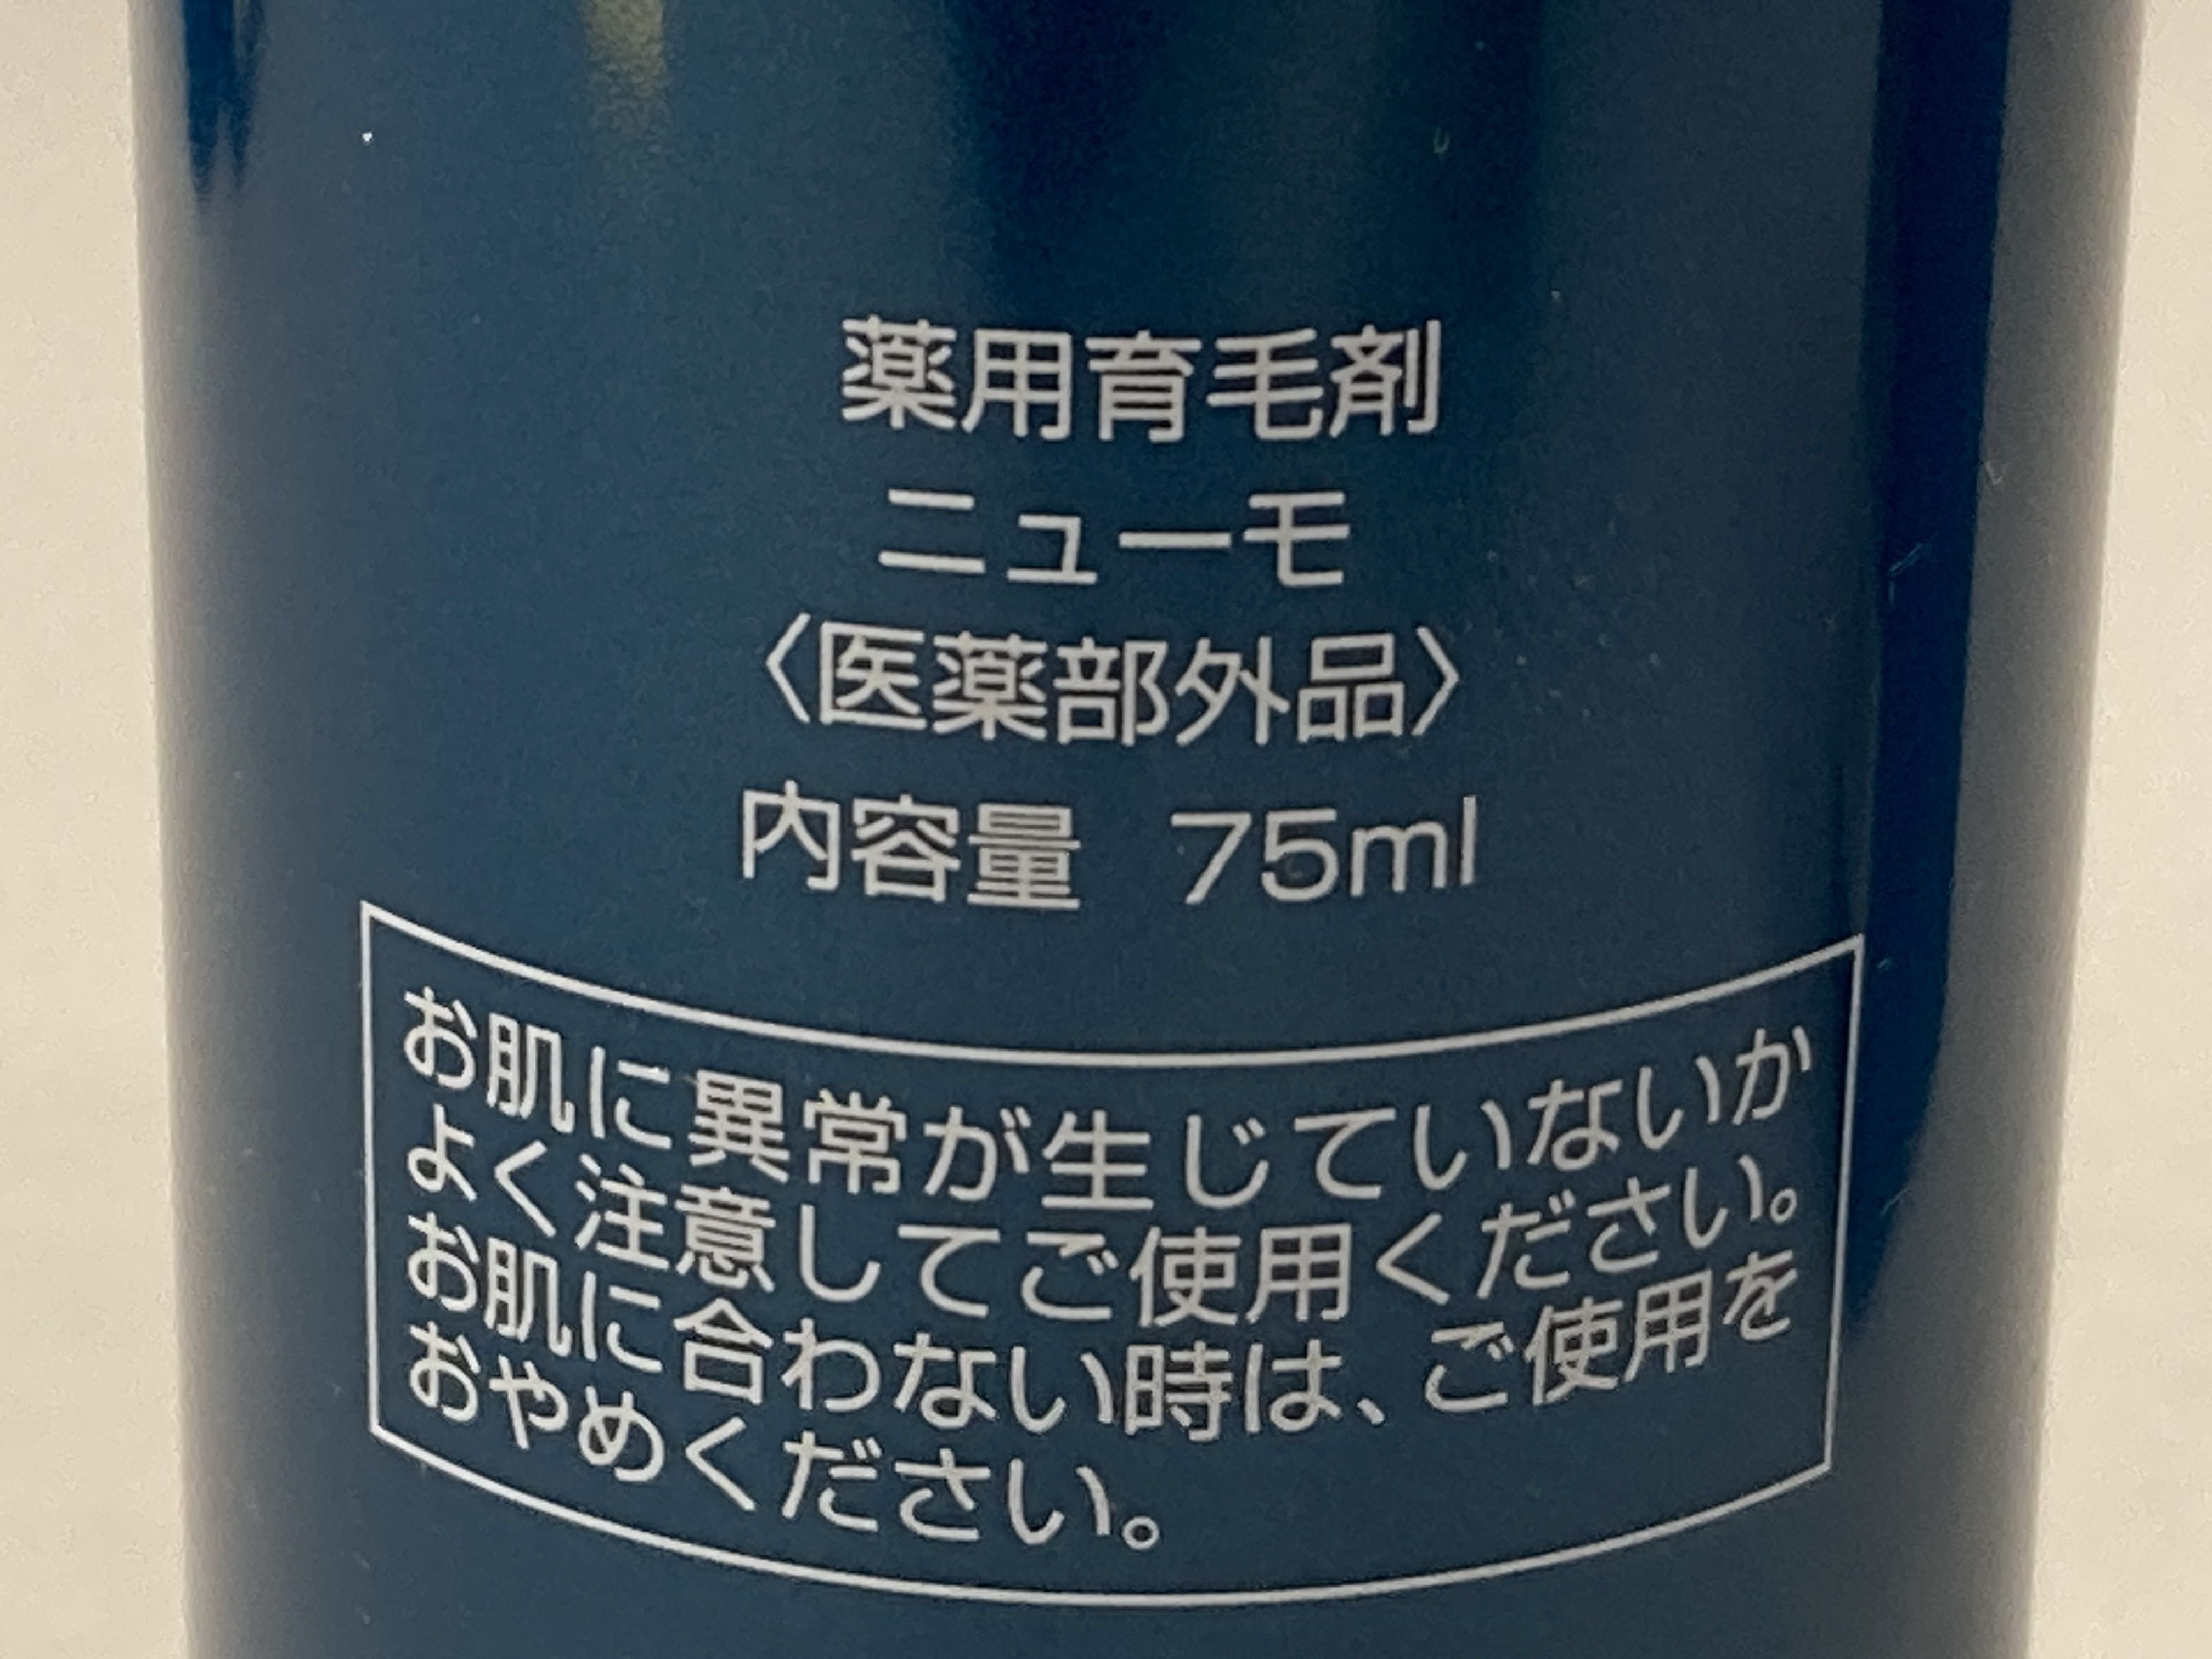 薬用育毛剤
ニューモ
〈医薬部外品〉
内容量 75ml
お肌に異常が生じていないか
よく注意してご使用ください。
お肌に合わない時は、ご使用を
おやめください。